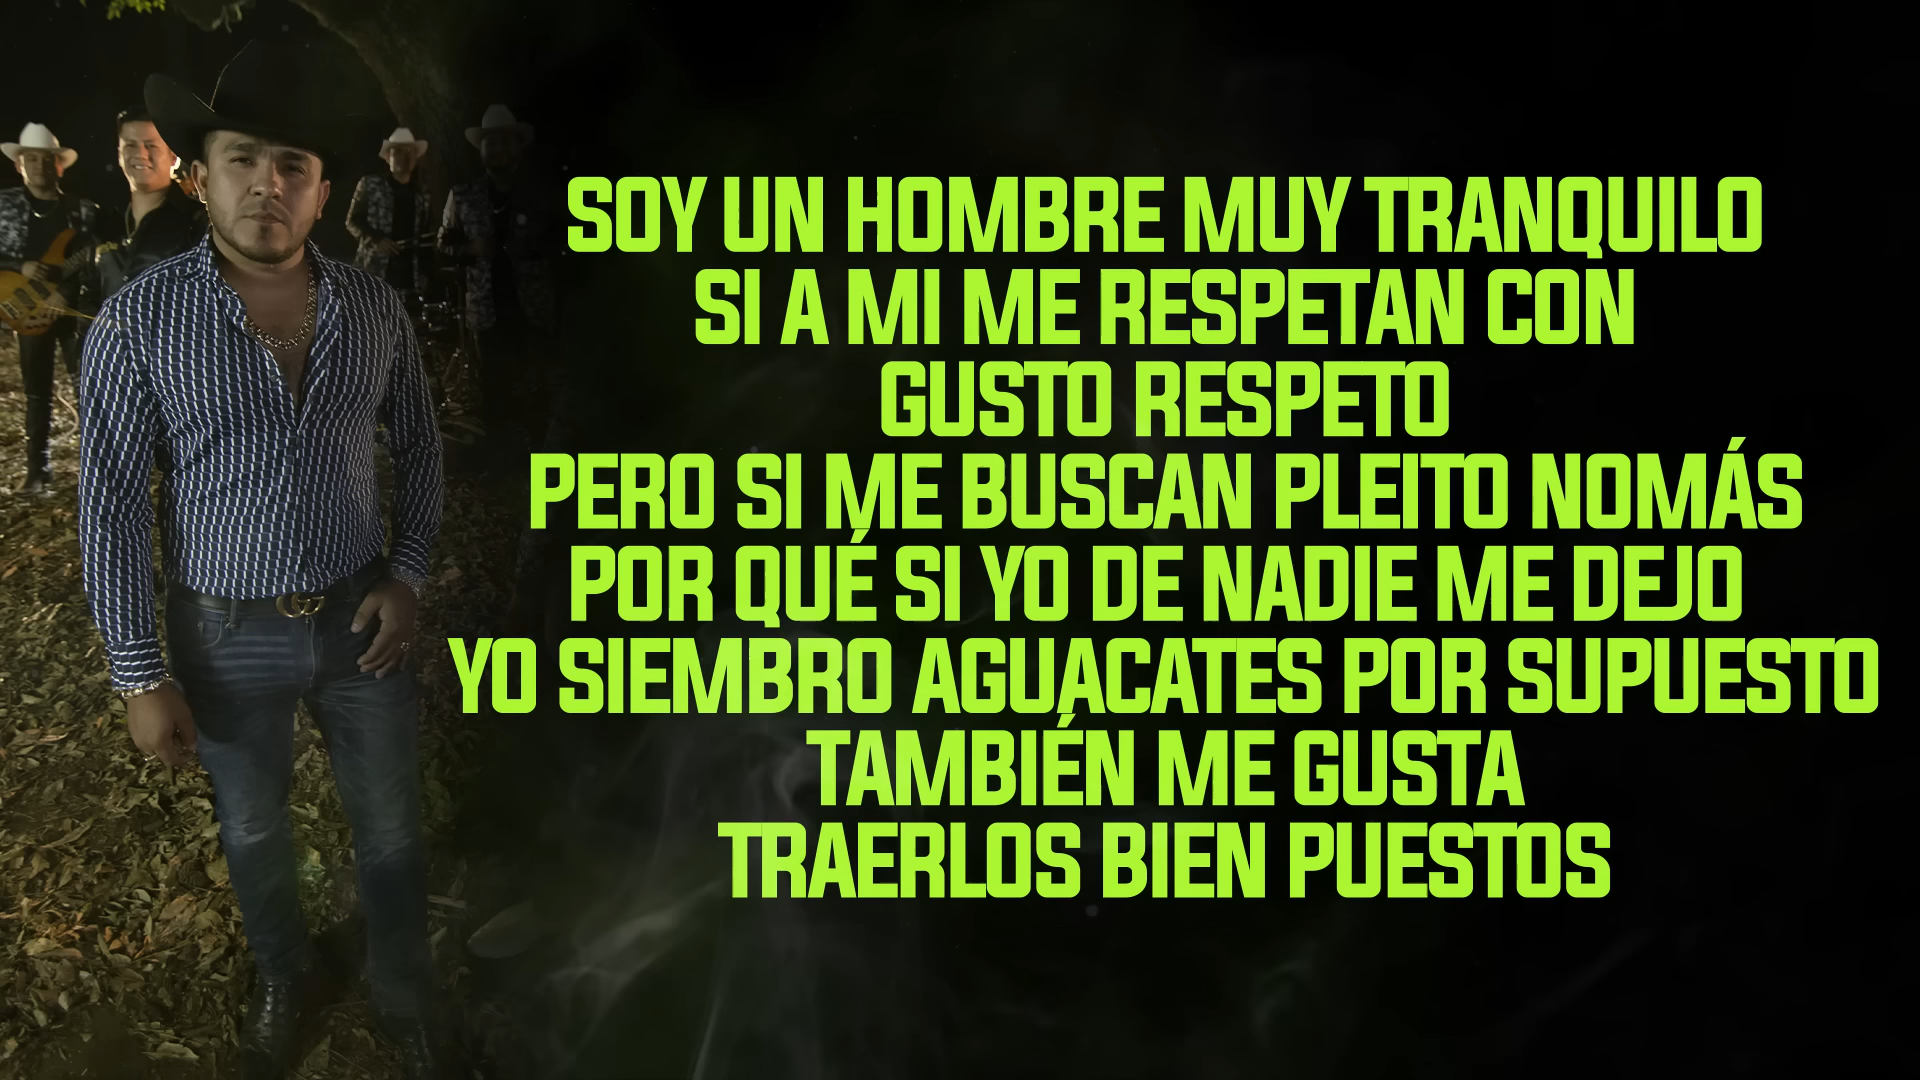 SOY UN HOMBRE MUY TRANQUILO
SI A MI ME RESPETAN CON
GUSTO RESPETO
PERO SI ME BUSCAN PLEITO NOMÁS
POR QUÉ SI YO DE NADIE ME DEJO
YO SIEMBRO AGUACATES POR SUPUESTO
TAMBIÉN ME GUSTA
TRAERLOS BIEN PUESTOS